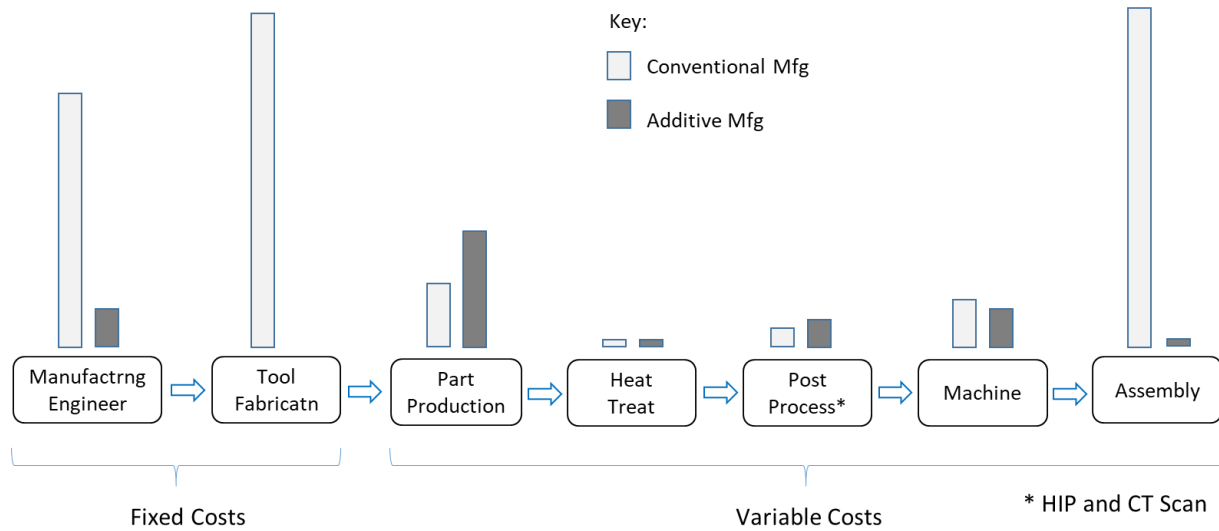 Key:
Conventional Mfg
Additive Mfg
Manufactrng
Engineer
Tool
Fabricatn
Part
Production
Heat
Treat
Post
Process*
Machine
Assembly
Fixed Costs
Variable Costs
* HIP and CT Scan